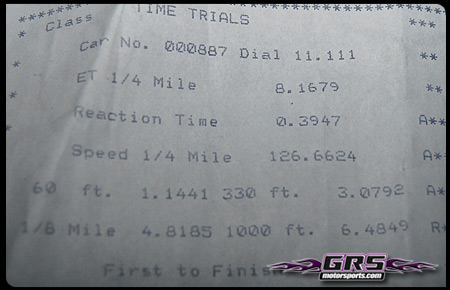 ******* TIME TRIALS *******
* Class
Car No. 000887 Dial 11.111 **
* ET 1/4 Mile 8.1679 **
Reaction Time 0.3947 A**
Speed 1/4 Mile 126.6624 A**
60 ft. 1.1441 330 ft. 3.0792 A*
1/8 Mile 4.8185 1000 ft. 6.4849 R*
First to Finish
GRS
motorsports.com